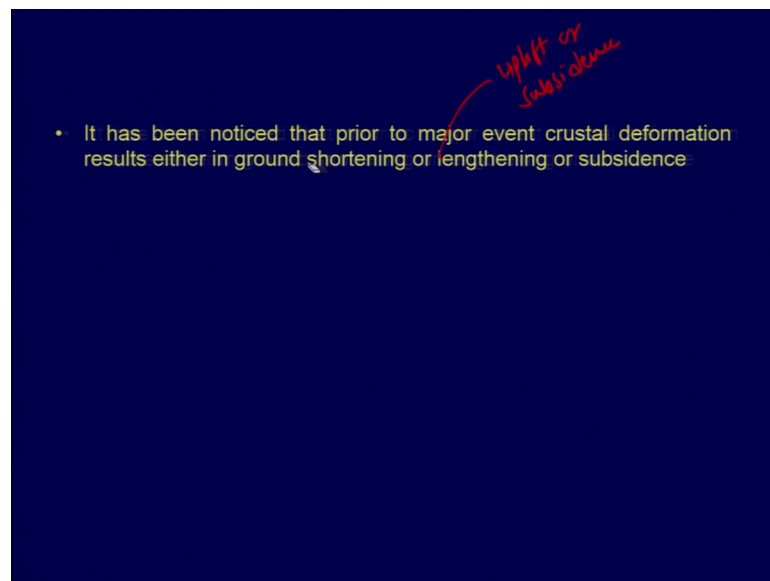 uplift or
subsidence
• It has been noticed that prior to major event crustal deformation
results either in ground shortening or lengthening or subsidence